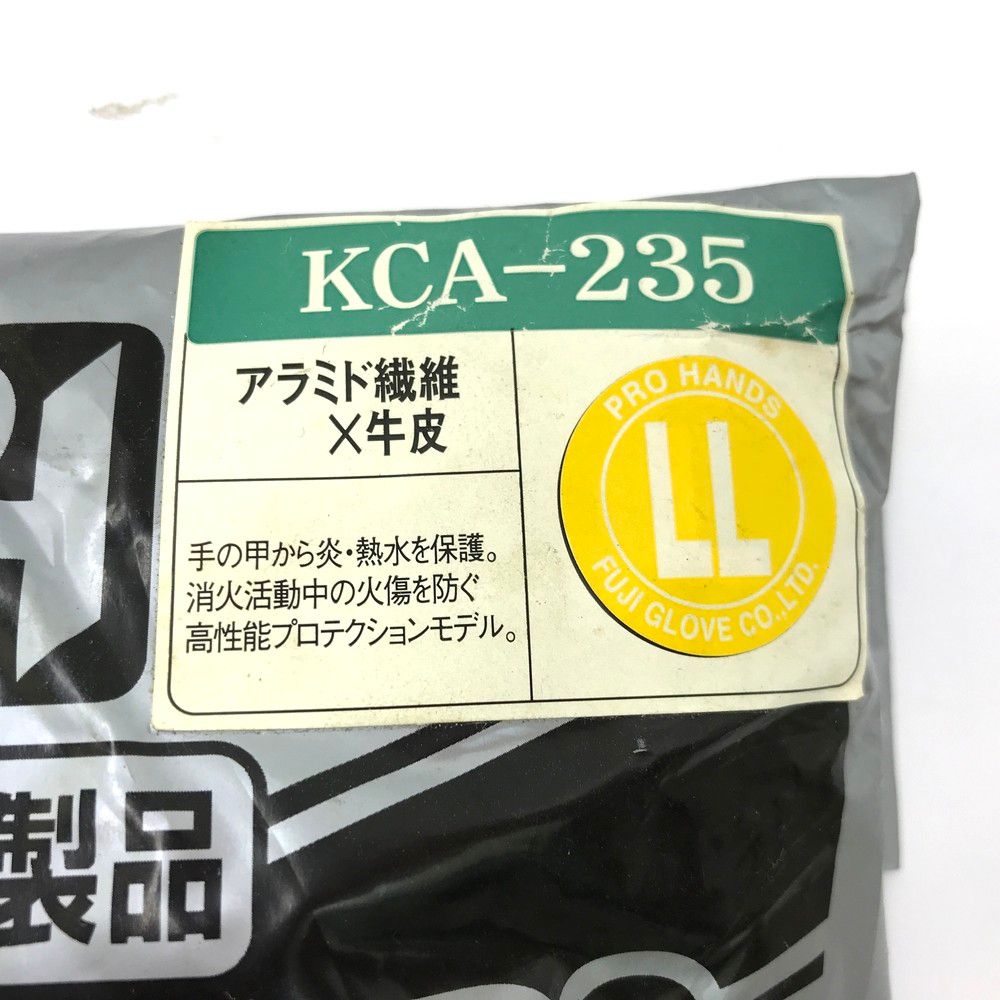 KCA-235
アラミド繊維
×牛皮
手の甲から炎・熱水を保護。
消火活動中の火傷を防ぐ
高性能プロテクションモデル。
PRO HANDS
LL
FUJI GLOVE CO.,LTD.
製品